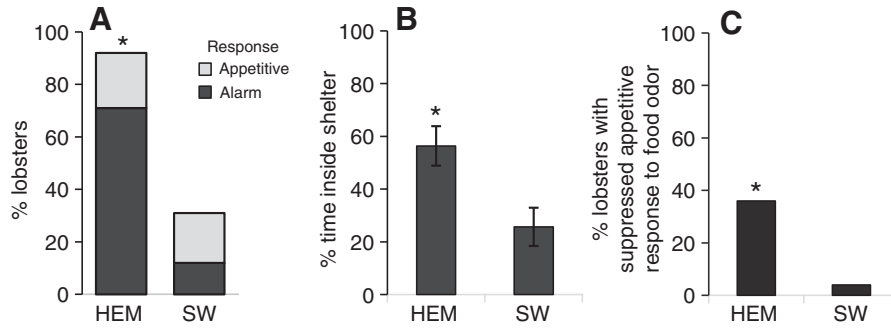 A
% lobsters
100
80
60
40
20
0
*
Response
Appetitive
Alarm
HEM SW
B
% time inside shelter
100
80
60
40
20
0
*
HEM SW
C
% lobsters with
suppressed appetitive
response to food odor
100
80
60
40
20
0
*
HEM SW